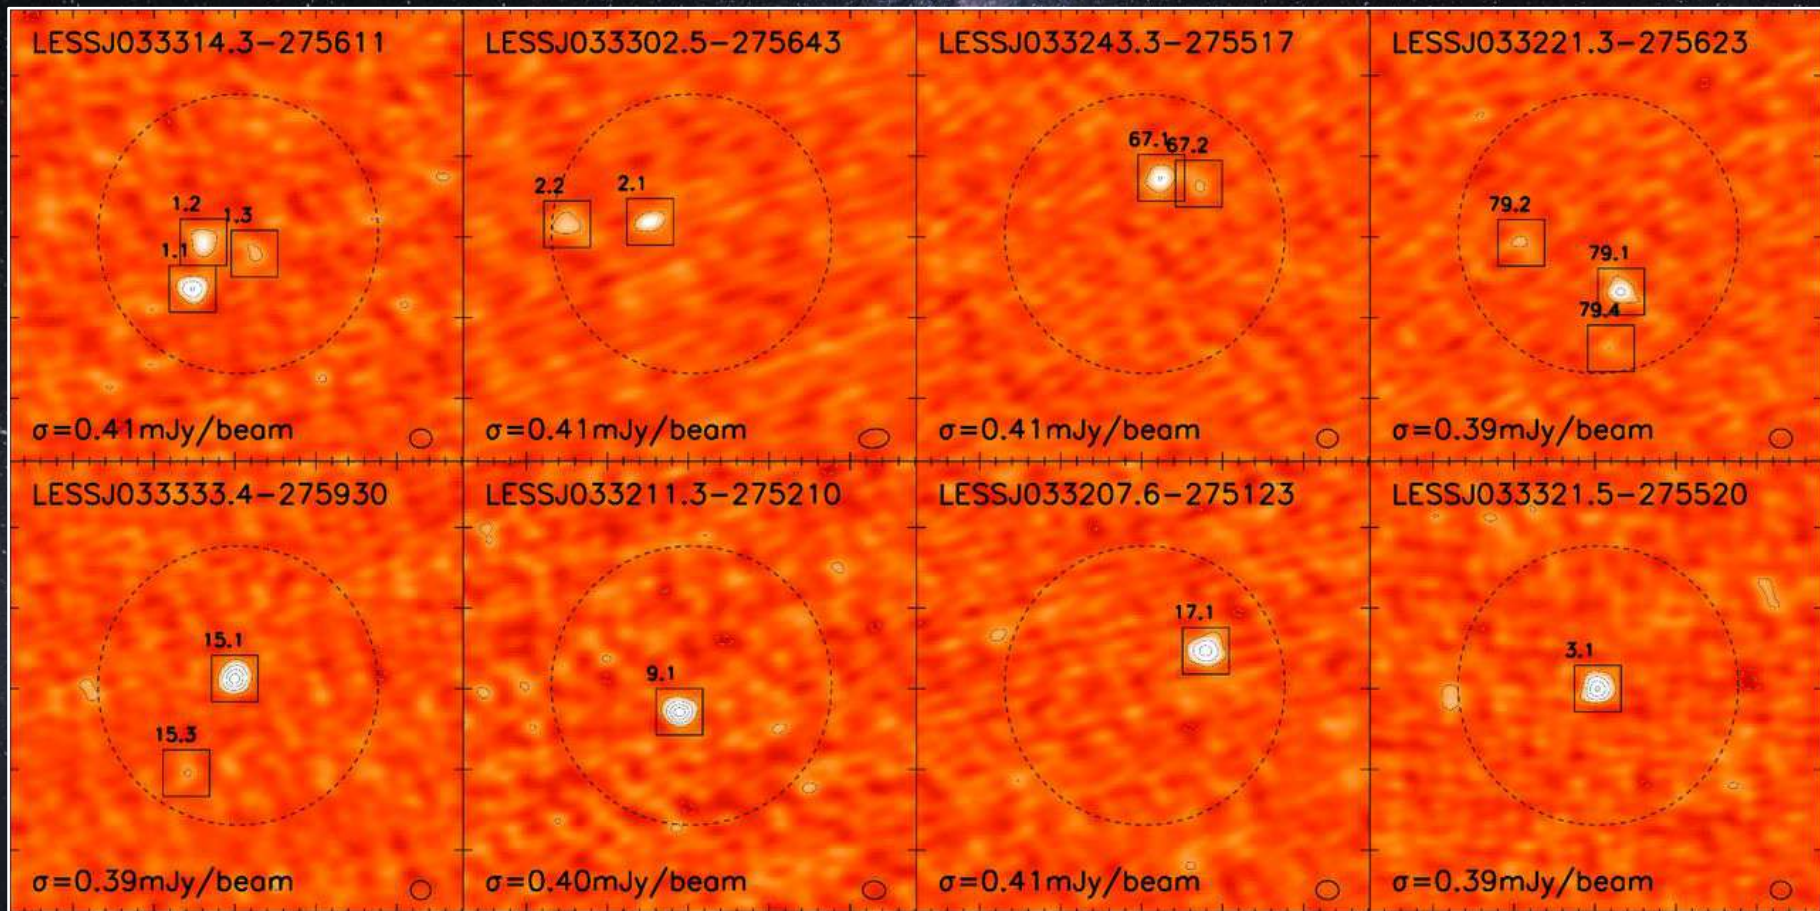 LESSJ033314.3−275611
1.2
1.3
1.1
σ=0.41mJy/beam
LESSJ033302.5−275643
2.2
2.1
σ=0.41mJy/beam
LESSJ033243.3−275517
67.1
67.2
σ=0.41mJy/beam
LESSJ033221.3−275623
79.2
79.1
79.4
σ=0.39mJy/beam
LESSJ033333.4−275930
15.1
15.3
σ=0.39mJy/beam
LESSJ033211.3−275210
9.1
σ=0.40mJy/beam
LESSJ033207.6−275123
17.1
σ=0.41mJy/beam
LESSJ033321.5−275520
3.1
σ=0.39mJy/beam